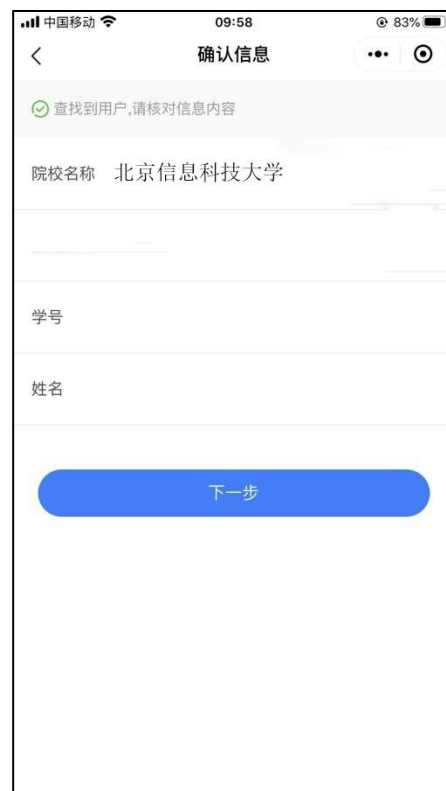 中国移动 09:58 83%
确认信息
查找到用户,请核对信息内容
院校名称 北京信息科技大学
学号
姓名
下一步